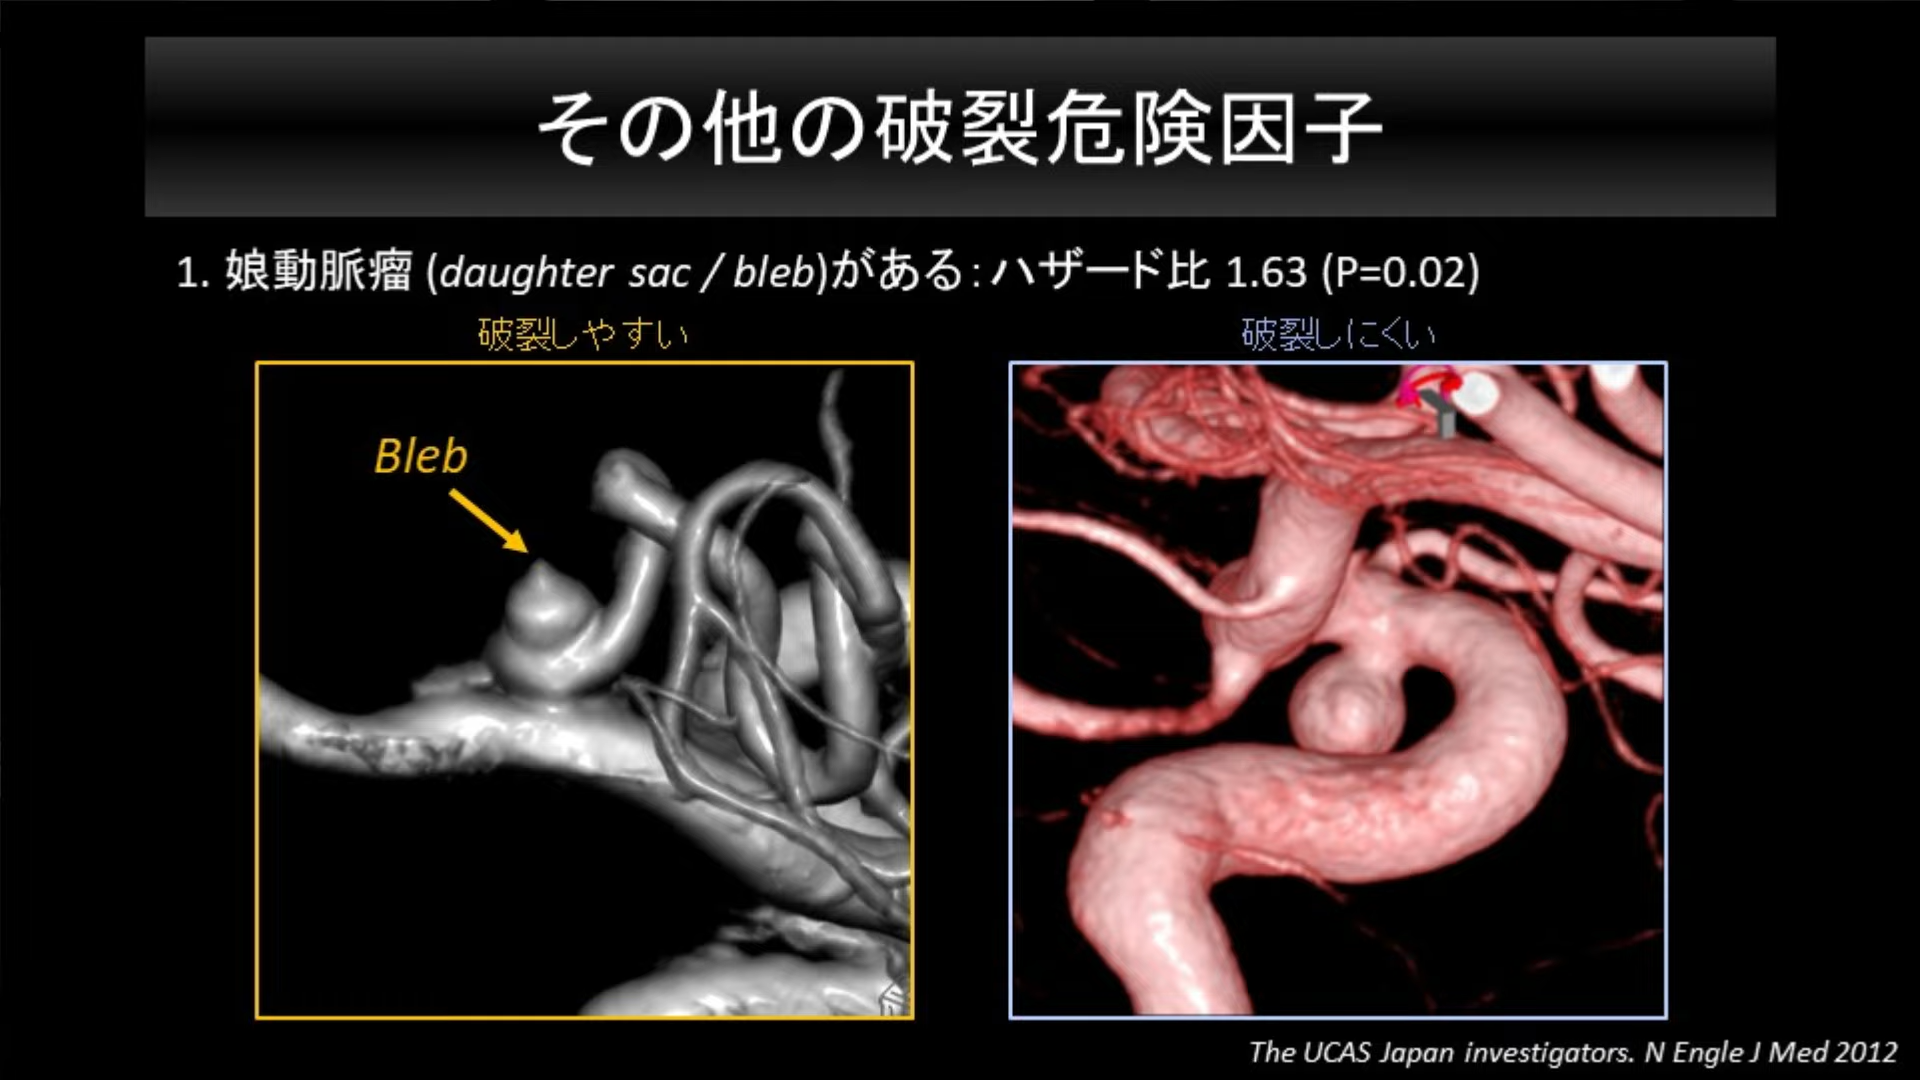 その他の破裂危険因子
1. 娘動脈瘤 (daughter sac / bleb)がある：ハザード比 1.63 (P=0.02)
破裂しやすい
破裂しにくい
Bleb
The UCAS Japan investigators. N Engle J Med 2012